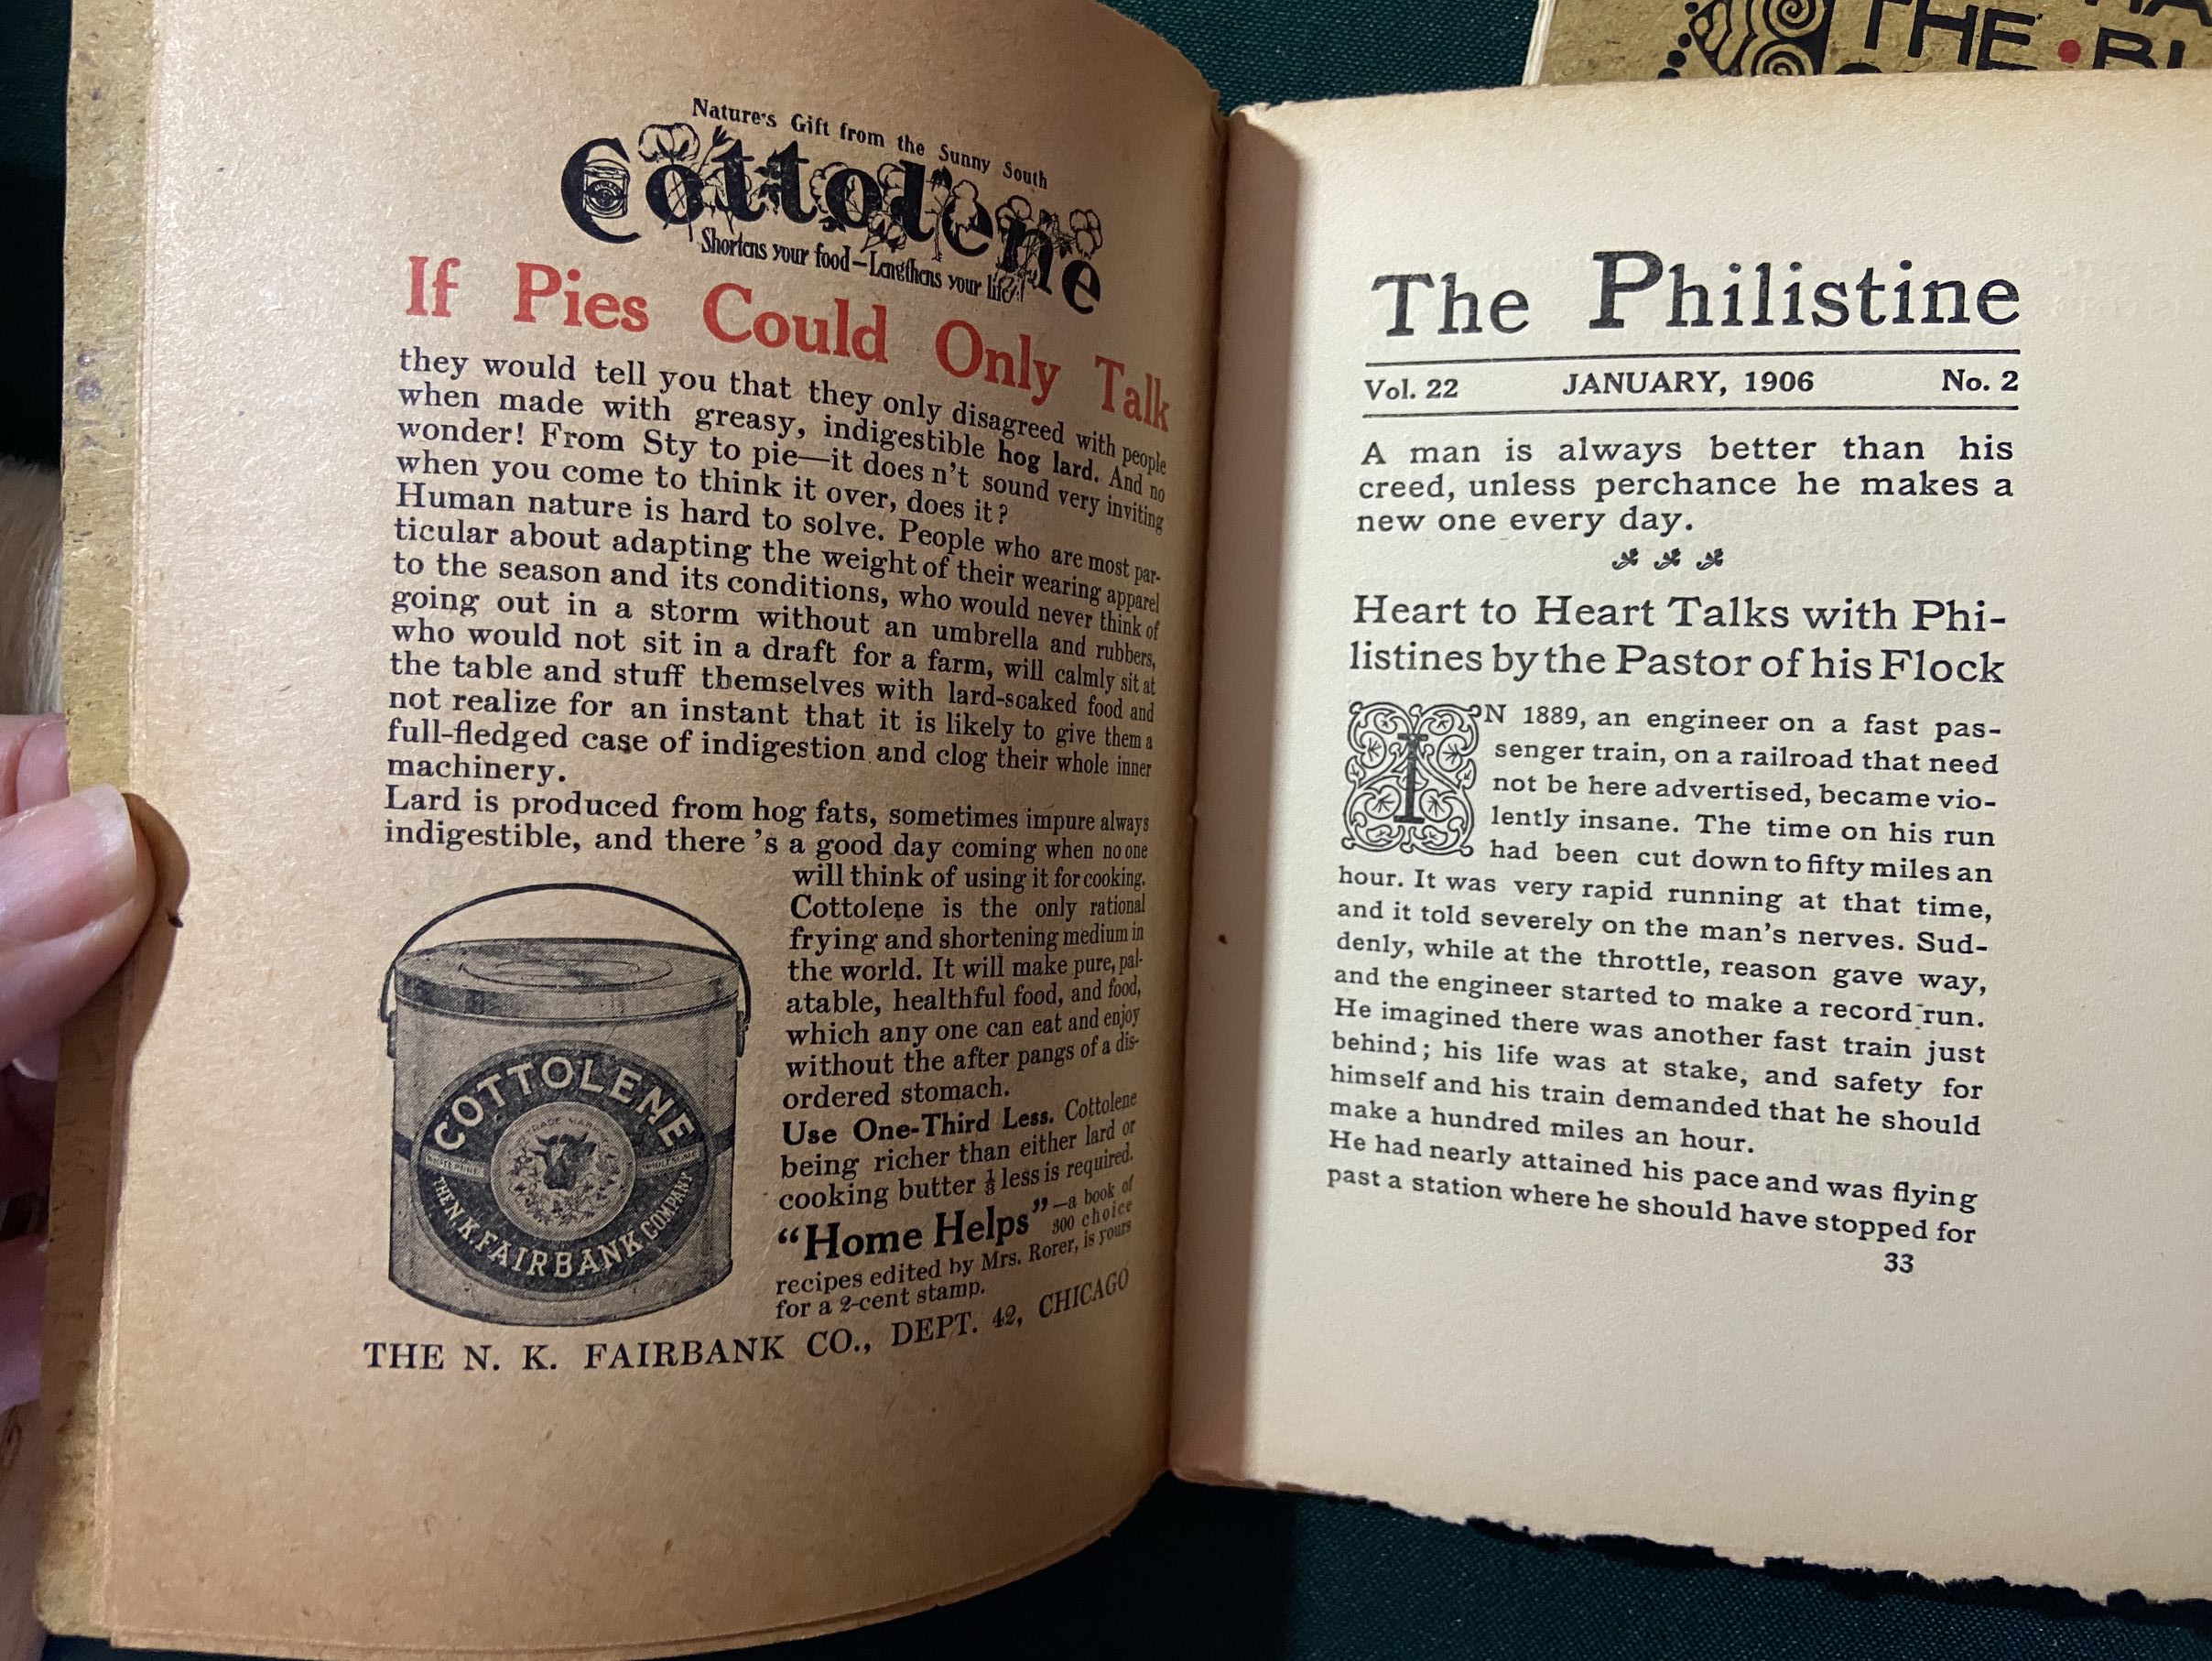 Nature's Gift from the Sunny South
Cottolene
Shortens your food—Lengthens your life
If Pies Could Only Talk
they would tell you that they only disagreed with people
when made with greasy, indigestible hog lard. And no
wonder! From Sty to pie—it does n't sound very inviting
when you come to think it over, does it?
Human nature is hard to solve. People who are most par-
ticular about adapting the weight of their wearing apparel
to the season and its conditions, who would never think of
going out in a storm without an umbrella and rubbers,
who would not sit in a draft for a farm, will calmly sit at
the table and stuff themselves with lard-soaked food and
not realize for an instant that it is likely to give them a
full-fledged case of indigestion and clog their whole inner
machinery.
Lard is produced from hog fats, sometimes impure always
indigestible, and there 's a good day coming when no one
will think of using it for cooking.
Cottolene is the only rational
frying and shortening medium in
the world. It will make pure, pal-
atable, healthful food, and food,
which any one can eat and enjoy
without the after pangs of a dis-
ordered stomach.
Use One-Third Less. Cottolene
being richer than either lard or
cooking butter ⅓ less is required.
"Home Helps"—a book of
300 choice
recipes edited by Mrs. Rorer, is yours
for a 2-cent stamp.
COTTOLENE
TRADE MARK
THE N.K. FAIRBANK COMPANY
THE N. K. FAIRBANK CO., DEPT. 42, CHICAGO
THE • BL
The Philistine
Vol. 22 JANUARY, 1906 No. 2
A man is always better than his
creed, unless perchance he makes a
new one every day.
Heart to Heart Talks with Phi-
listines by the Pastor of his Flock
IN 1889, an engineer on a fast pas-
senger train, on a railroad that need
not be here advertised, became vio-
lently insane. The time on his run
had been cut down to fifty miles an
hour. It was very rapid running at that time,
and it told severely on the man's nerves. Sud-
denly, while at the throttle, reason gave way,
and the engineer started to make a record run.
He imagined there was another fast train just
behind; his life was at stake, and safety for
himself and his train demanded that he should
make a hundred miles an hour.
He had nearly attained his pace and was flying
past a station where he should have stopped for
33